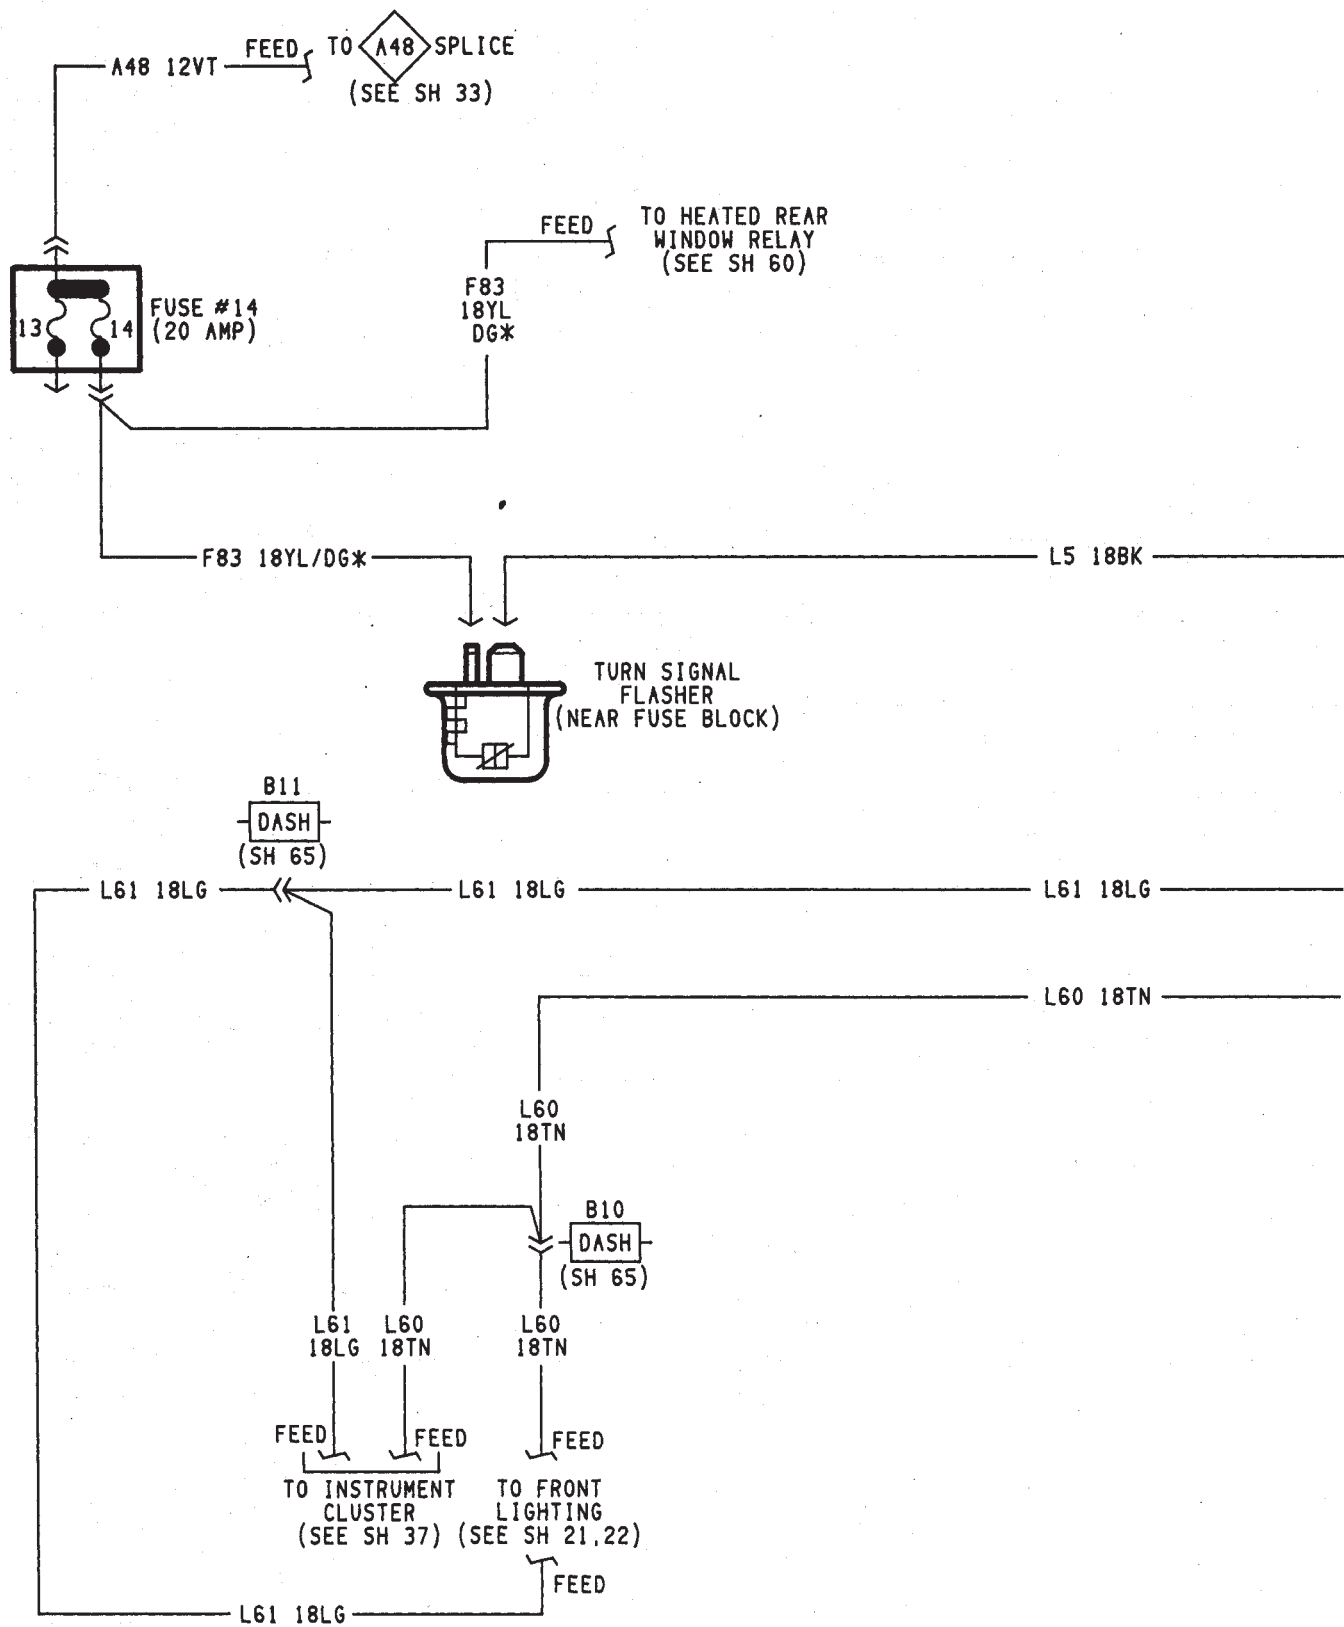 FEED TO A48 SPLICE
A48 12VT
(SEE SH 33)
FEED
TO HEATED REAR
WINDOW RELAY
(SEE SH 60)
F83
18YL
DG*
FUSE #14
(20 AMP)
13
14
F83 18YL/DG*
L5 18BK
TURN SIGNAL
FLASHER
(NEAR FUSE BLOCK)
B11
DASH
(SH 65)
L61 18LG
L61 18LG
L61 18LG
L60 18TN
L60
18TN
B10
DASH
(SH 65)
L61
18LG
L60
18TN
L60
18TN
FEED
FEED
FEED
TO INSTRUMENT
CLUSTER
(SEE SH 37)
TO FRONT
LIGHTING
(SEE SH 21,22)
FEED
L61 18LG